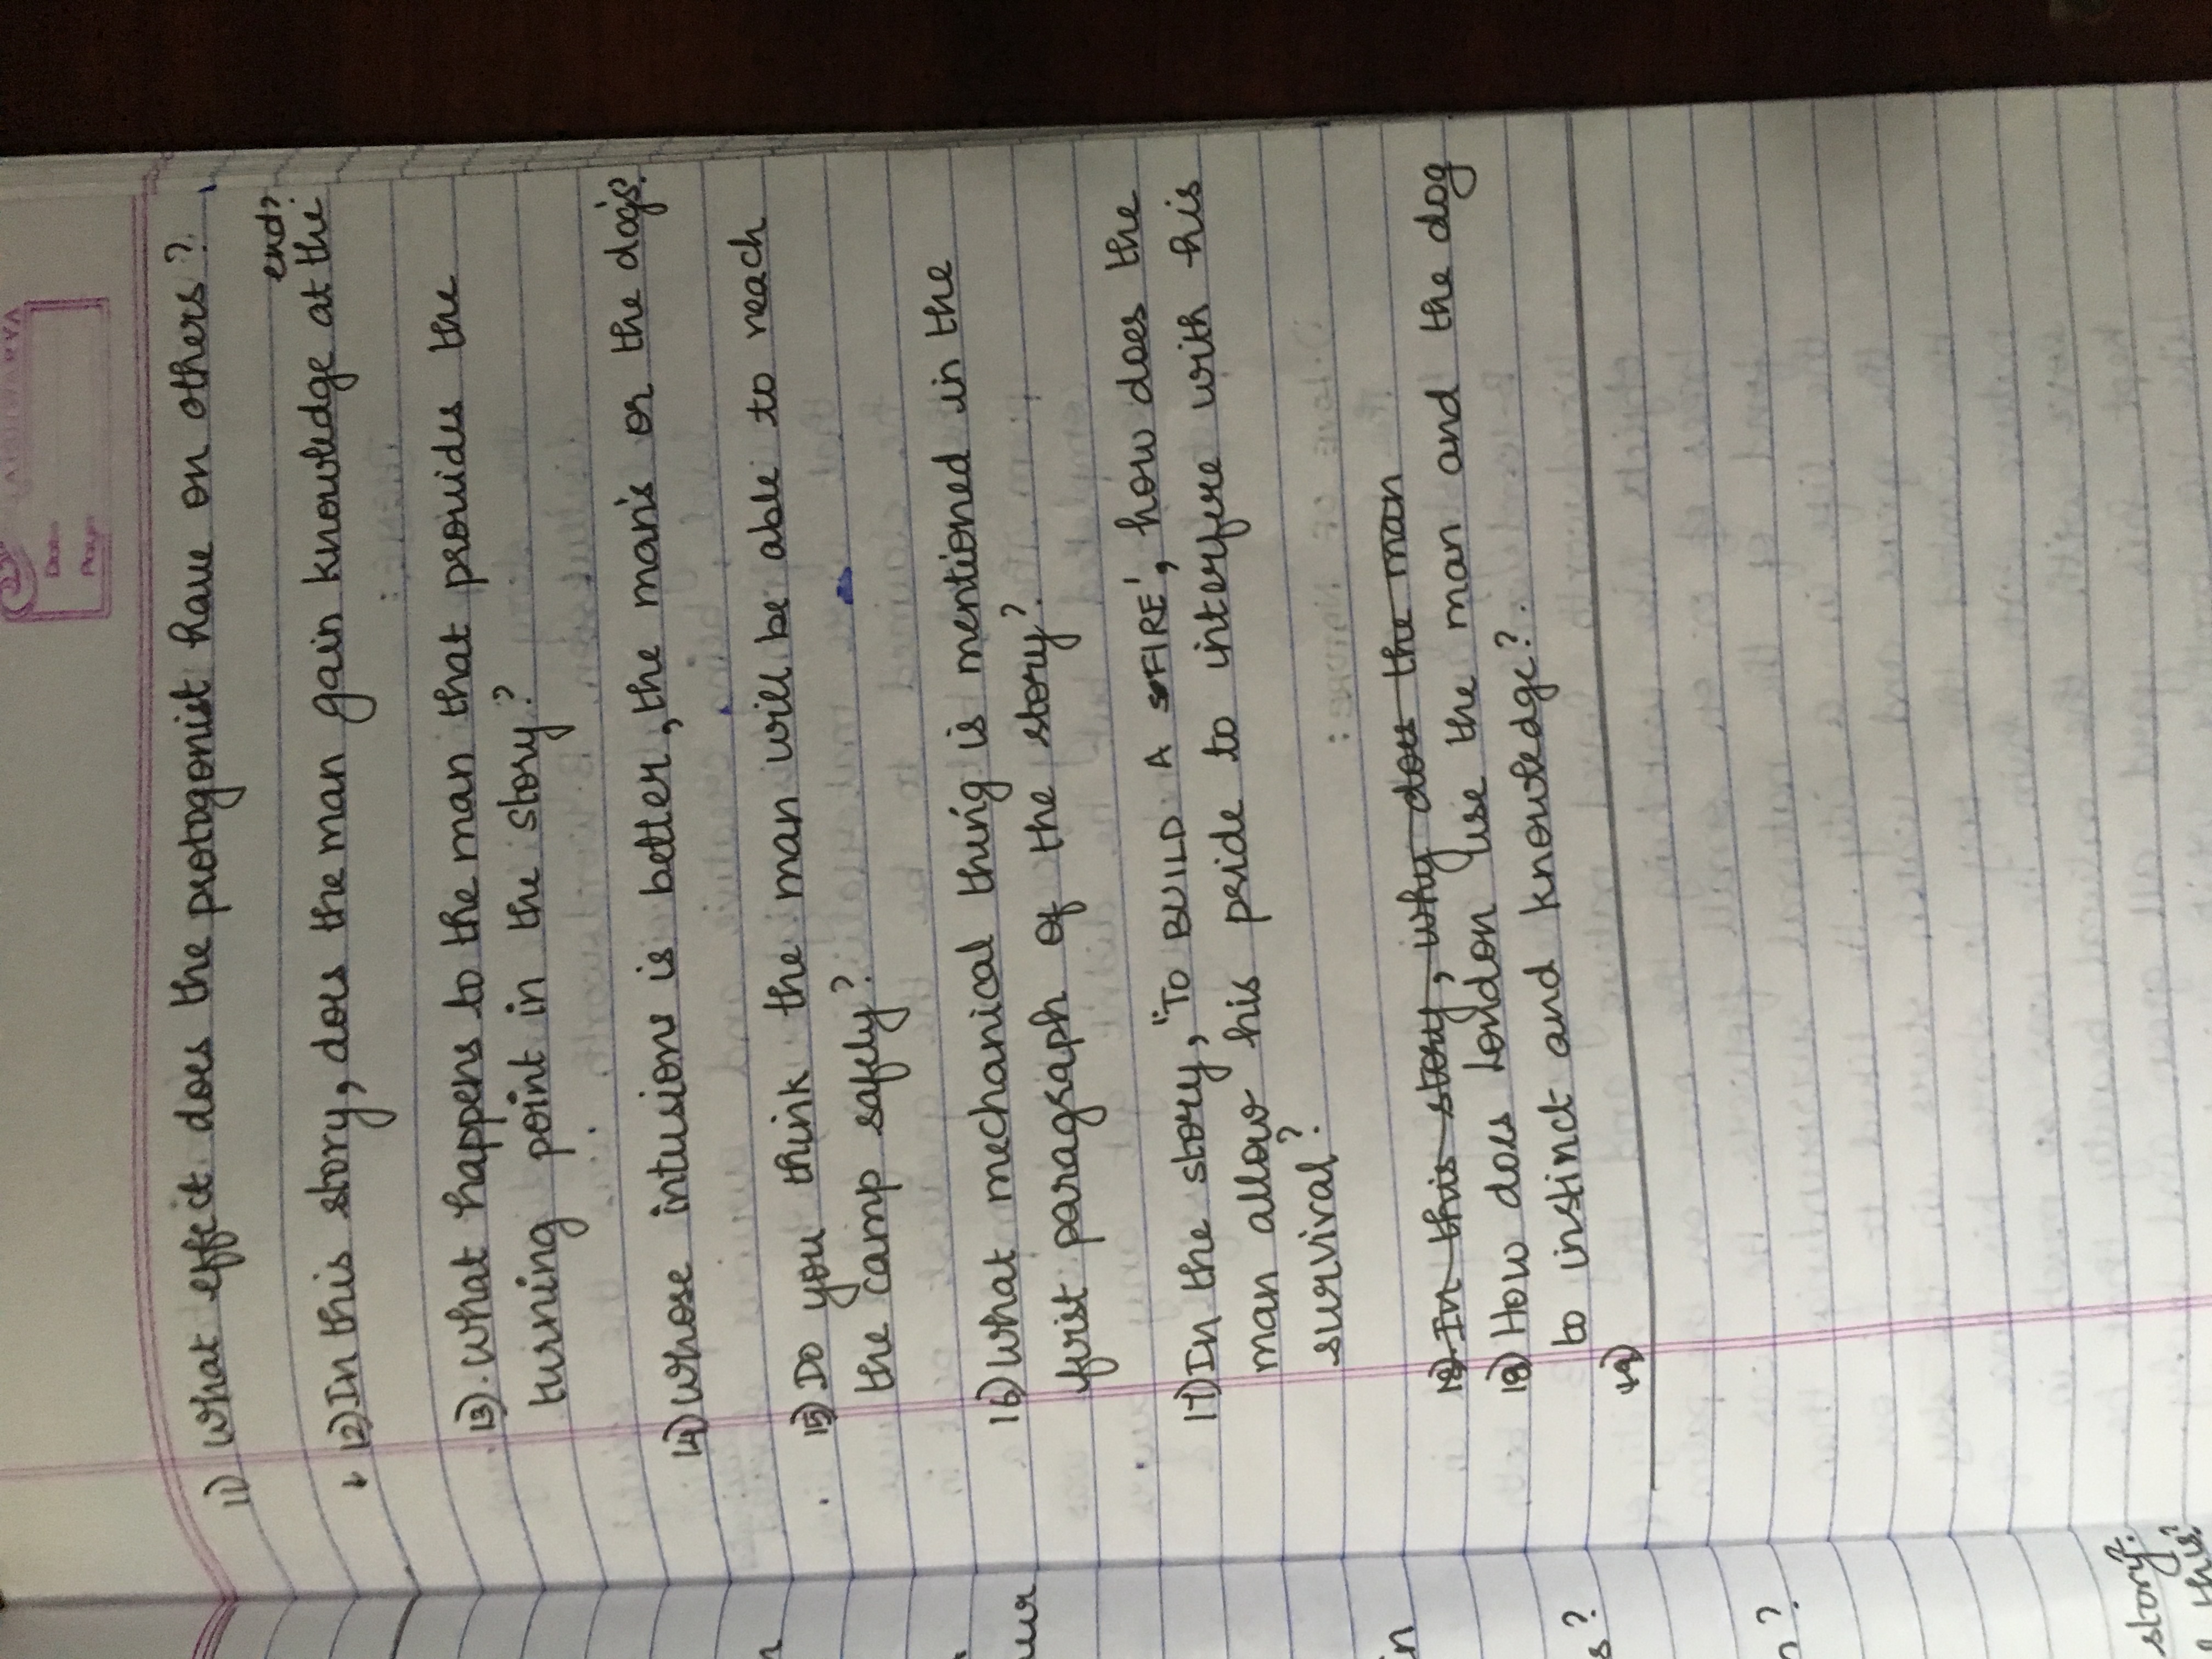 AISHWARYA
Date
Page
11) What effect does the protogonist have on others?
end?
12) In this story, does the man gain knowledge at the
13). What happens to the man that provides the
turning point in the story?
14) Whose intusions is better, the man's or the dog's?
15) Do you think the man will be able to reach
the camp safely?
16) What mechanical thing is mentioned in the
first paragraph of the story?
17) In the story, "TO BUILD A FIRE', how does the
man allow his pride to interfere with his
survival?
18). In this story, why does the man
18) How does London use the man and the dog
to instinct and knowledge?.
19)
story?
this?